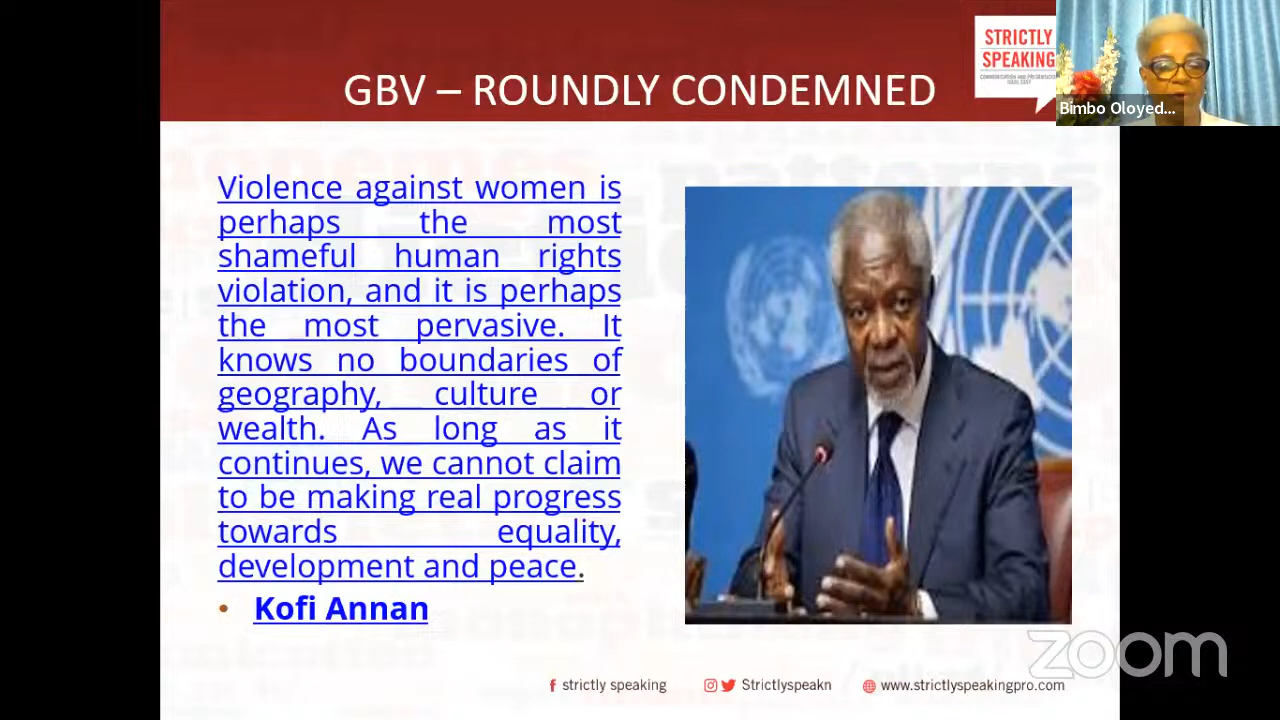 GBV – ROUNDLY CONDEMNED
STRICTLY
SPEAKING
Bimbo Oloyed...
Violence against women is
perhaps the most
shameful human rights
violation, and it is perhaps
the most pervasive. It
knows no boundaries of
geography, culture or
wealth. As long as it
continues, we cannot claim
to be making real progress
towards equality,
development and peace.
• Kofi Annan
zoom
strictly speaking
Strictlyspeakn
www.strictlyspeakingpro.com